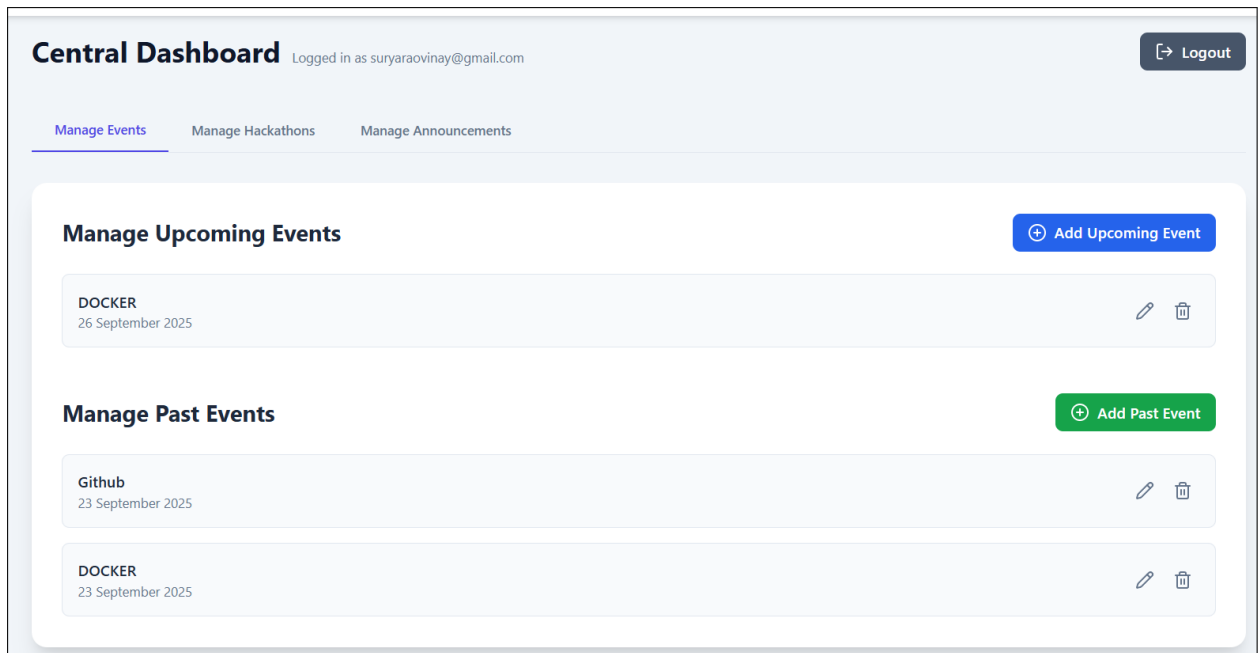 Central Dashboard Logged in as suryaraovinay@gmail.com
Logout
Manage Events Manage Hackathons Manage Announcements
Manage Upcoming Events
Add Upcoming Event
DOCKER
26 September 2025
Manage Past Events
Add Past Event
Github
23 September 2025
DOCKER
23 September 2025